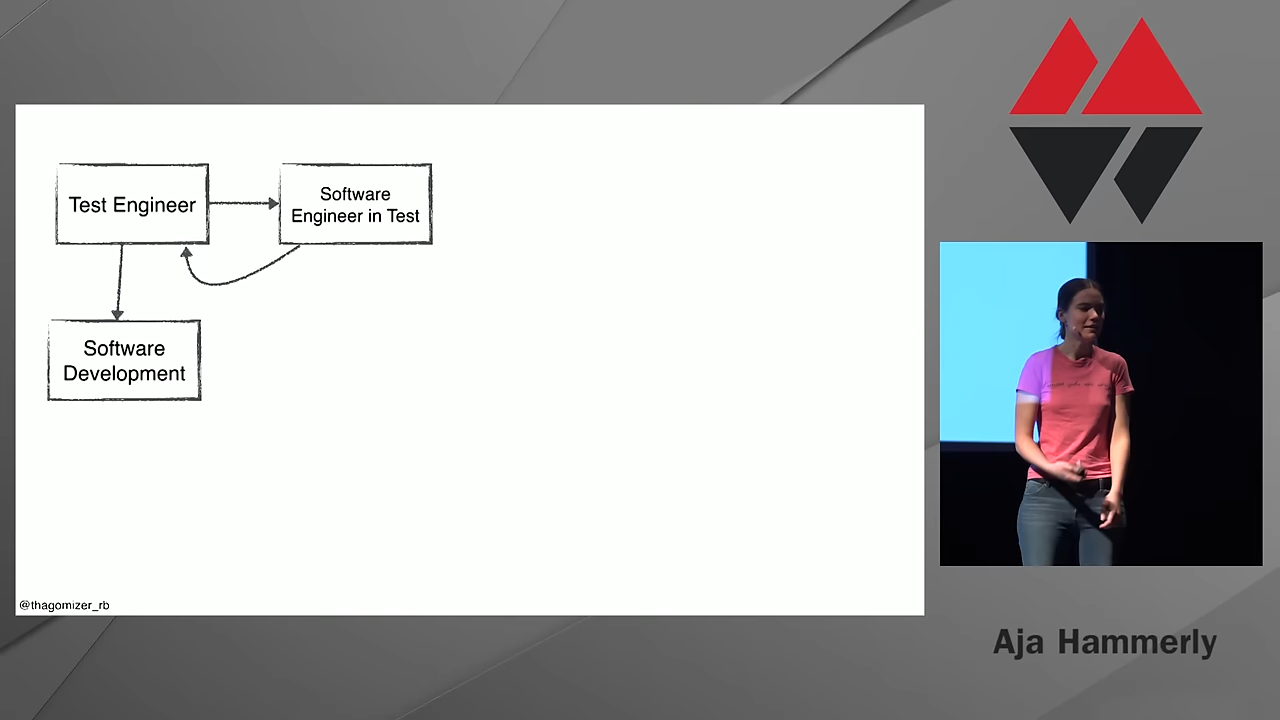 Test Engineer
Software
Engineer in Test
Software
Development
@thagomizer_rb
Aja Hammerly